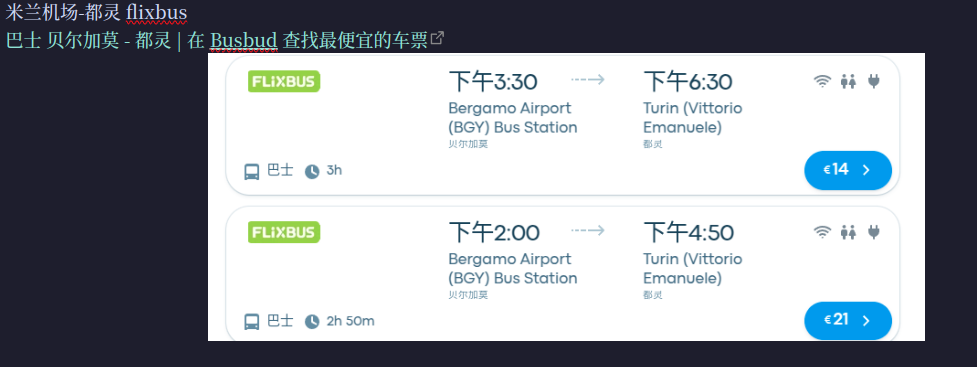 米兰机场-都灵 flixbus
巴士 贝尔加莫 - 都灵 | 在 Busbud 查找最便宜的车票
FLiXBUS
下午3:30
下午6:30
Bergamo Airport
(BGY) Bus Station
贝尔加莫
Turin (Vittorio
Emanuele)
都灵
巴士 3h
€14
FLiXBUS
下午2:00
下午4:50
Bergamo Airport
(BGY) Bus Station
贝尔加莫
Turin (Vittorio
Emanuele)
都灵
巴士 2h 50m
€21